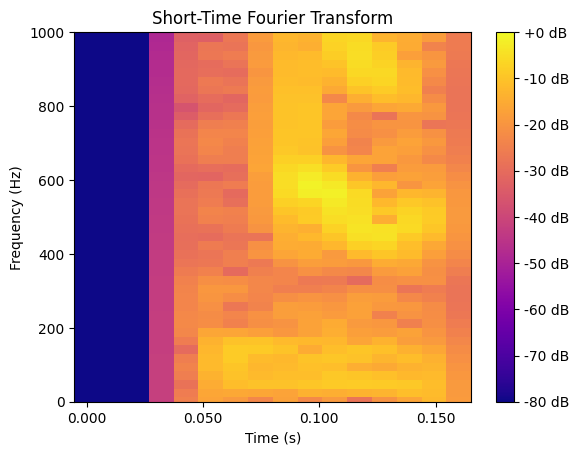 Short-Time Fourier Transform
Frequency (Hz)
1000
800
600
400
200
0
0.000
0.050
0.100
0.150
Time (s)
+0 dB
-10 dB
-20 dB
-30 dB
-40 dB
-50 dB
-60 dB
-70 dB
-80 dB